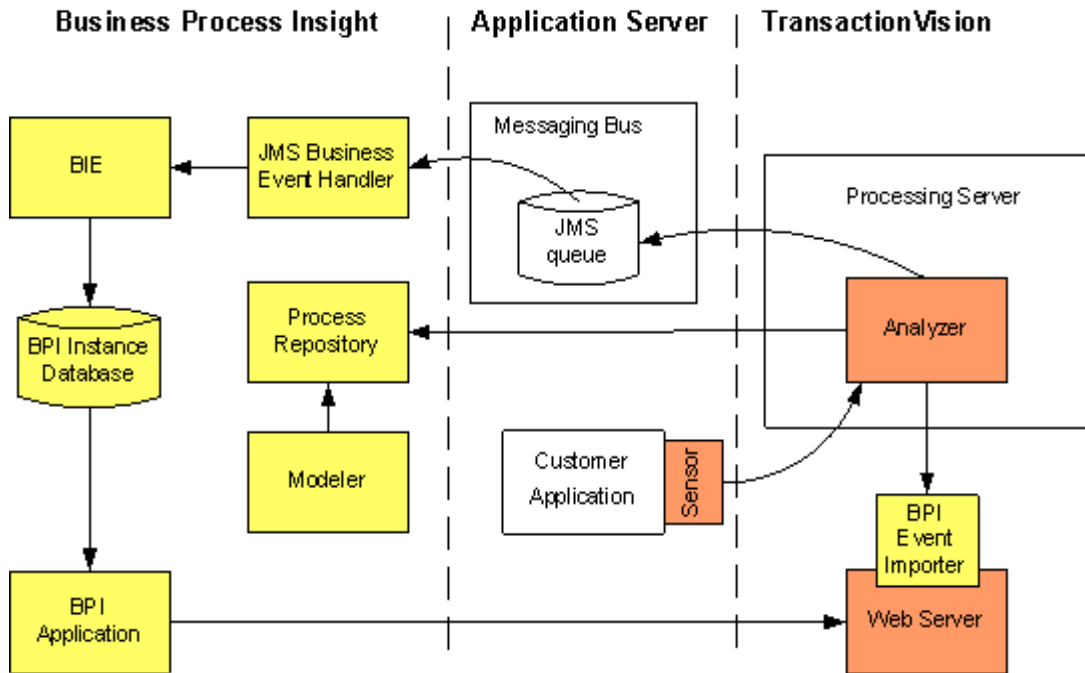 Business Process Insight
Application Server
TransactionVision
BIE
JMS Business
Event Handler
Messaging Bus
JMS
queue
Processing Server
BPI Instance
Database
Process
Repository
Analyzer
Modeler
Customer
Application
Sensor
BPI
Event
Importer
BPI
Application
Web Server